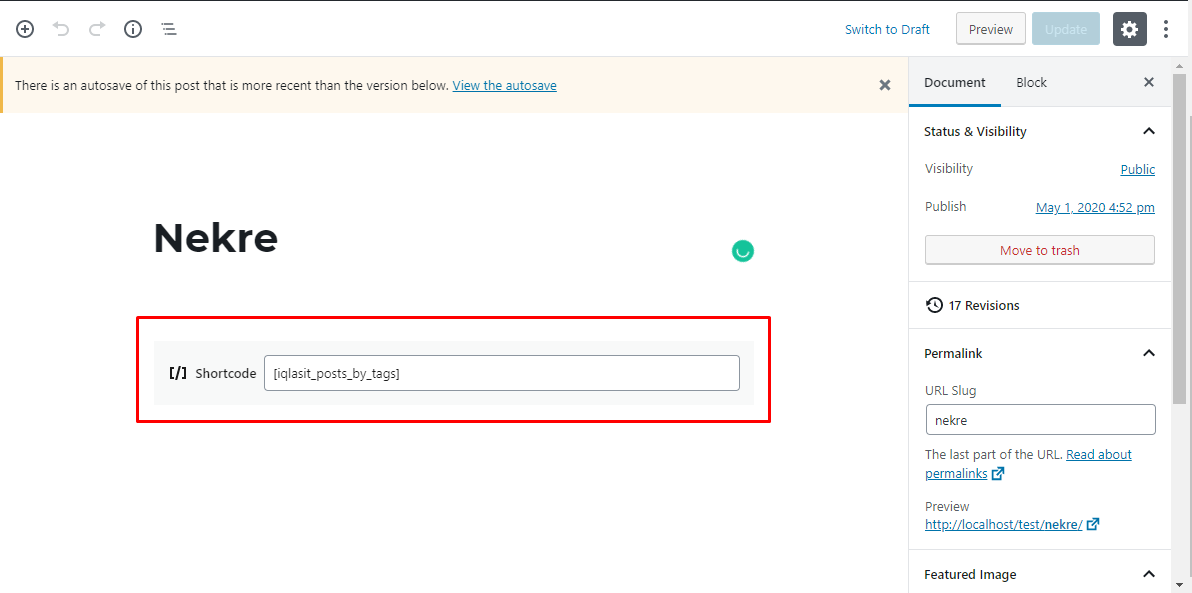 Switch to Draft Preview Update
There is an autosave of this post that is more recent than the version below. View the autosave
Nekre
[/] Shortcode [iqlasit_posts_by_tags]
Document Block
Status & Visibility
Visibility Public
Publish May 1, 2020 4:52 pm
Move to trash
17 Revisions
Permalink
URL Slug
nekre
The last part of the URL. Read about
permalinks
Preview
http://localhost/test/nekre/
Featured Image